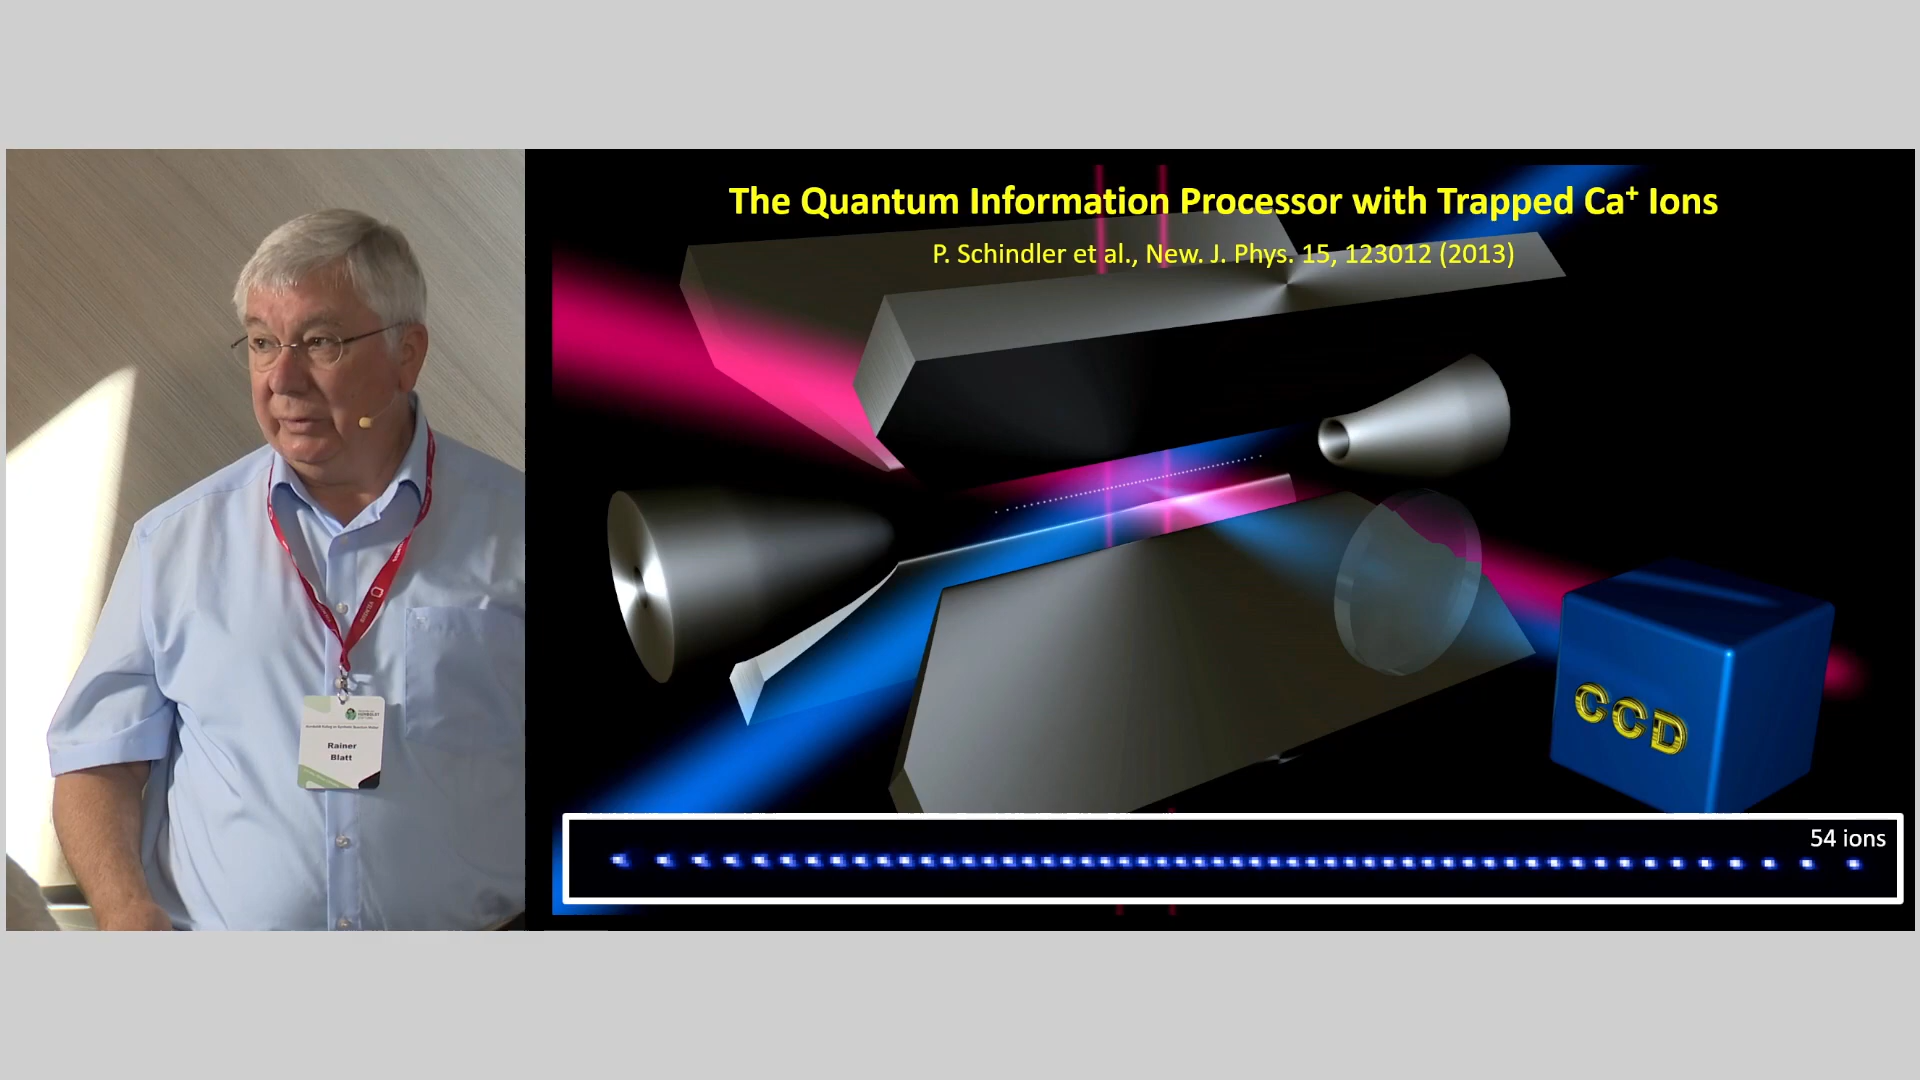 The Quantum Information Processor with Trapped Ca+ Ions
P. Schindler et al., New. J. Phys. 15, 123012 (2013)
CCD
54 ions
HUMBOLDT
Rainer
Blatt